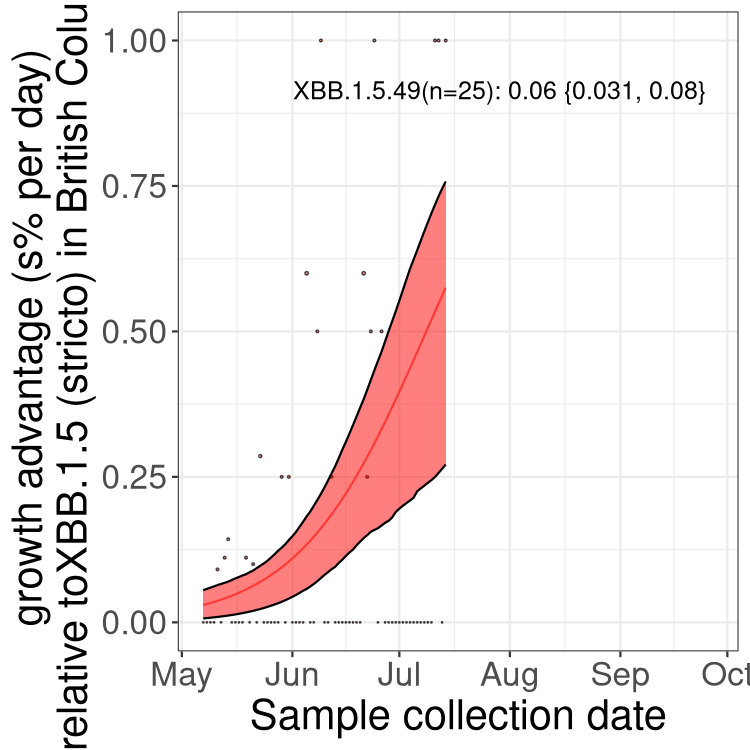 growth advantage (s% per day)
relative toXBB.1.5 (stricto) in British Colu
1.00
0.75
0.50
0.25
0.00
XBB.1.5.49(n=25): 0.06 {0.031, 0.08}
May Jun Jul Aug Sep Oct
Sample collection date